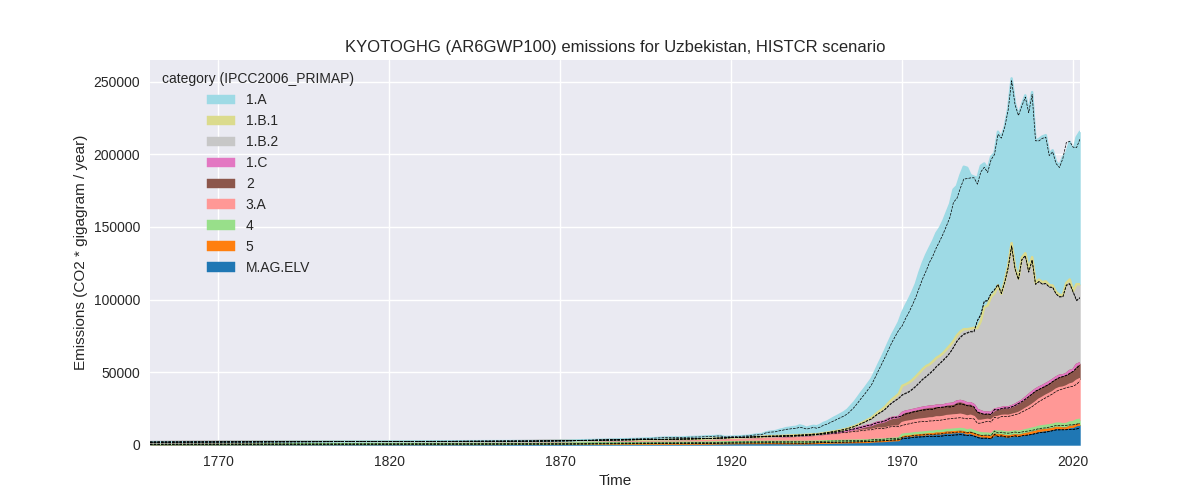 KYOTOGHG (AR6GWP100) emissions for Uzbekistan, HISTCR scenario
category (IPCC2006_PRIMAP)
1.A
1.B.1
1.B.2
1.C
2
3.A
4
5
M.AG.ELV
Emissions (CO2 * gigagram / year)
250000
200000
150000
100000
50000
0
1770
1820
1870
1920
1970
2020
Time